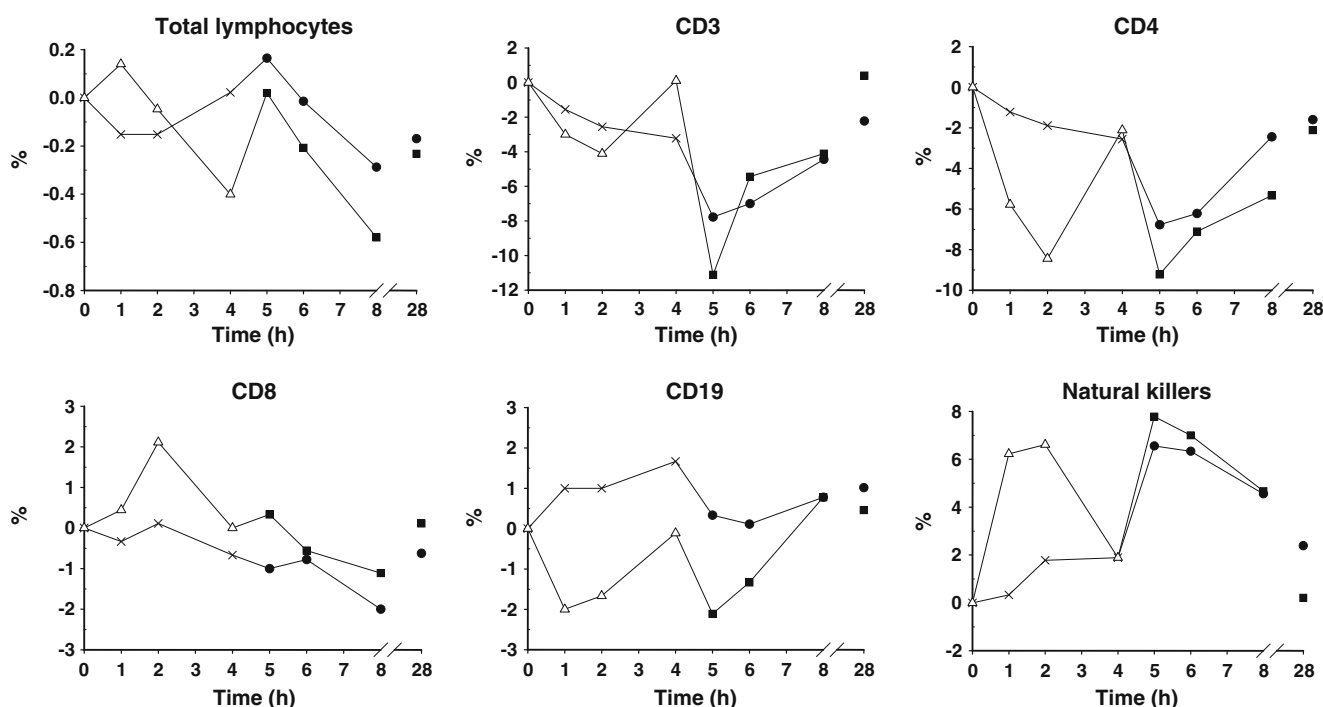 Total lymphocytes
0.2
0.0
-0.2
-0.4
-0.6
-0.8
%
0 1 2 3 4 5 6 7 8 28
Time (h)
CD3
2
0
-2
-4
-6
-8
-10
-12
%
0 1 2 3 4 5 6 7 8 28
Time (h)
CD4
2
0
-2
-4
-6
-8
-10
%
0 1 2 3 4 5 6 7 8 28
Time (h)
CD8
3
2
1
0
-1
-2
-3
%
0 1 2 3 4 5 6 7 8 28
Time (h)
CD19
3
2
1
0
-1
-2
-3
%
0 1 2 3 4 5 6 7 8 28
Time (h)
Natural killers
8
6
4
2
0
-2
%
0 1 2 3 4 5 6 7 8 28
Time (h)